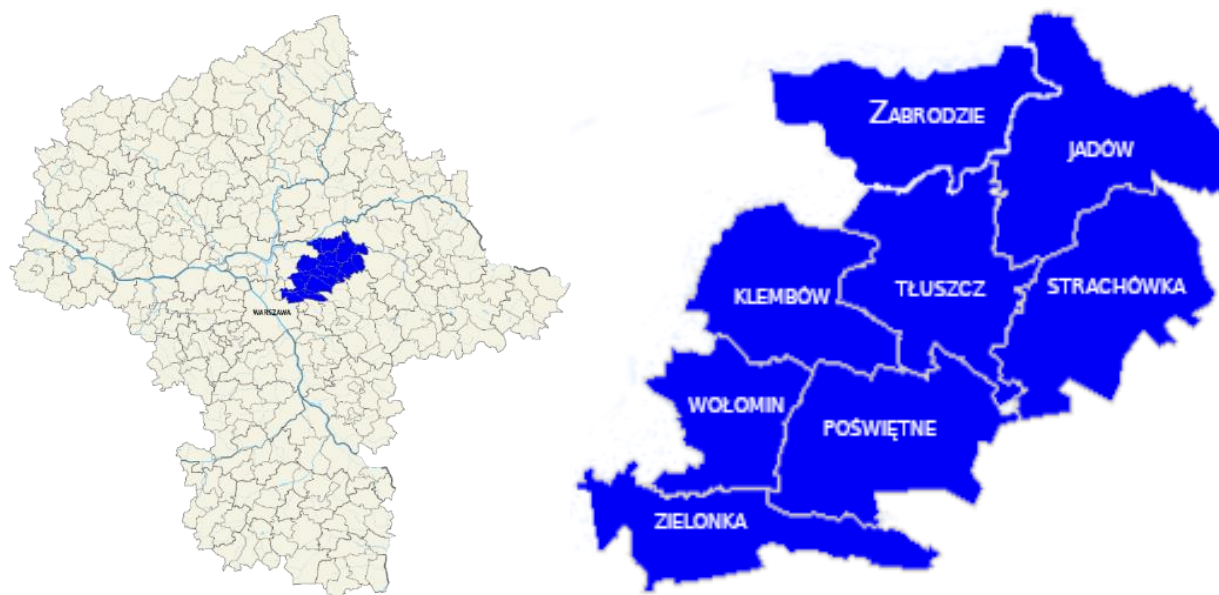 WARSZAWA
ZABRODZIE
JADÓW
KLEMBÓW
TŁUSZCZ
STRACHÓWKA
WOŁOMIN
POŚWIĘTNE
ZIELONKA